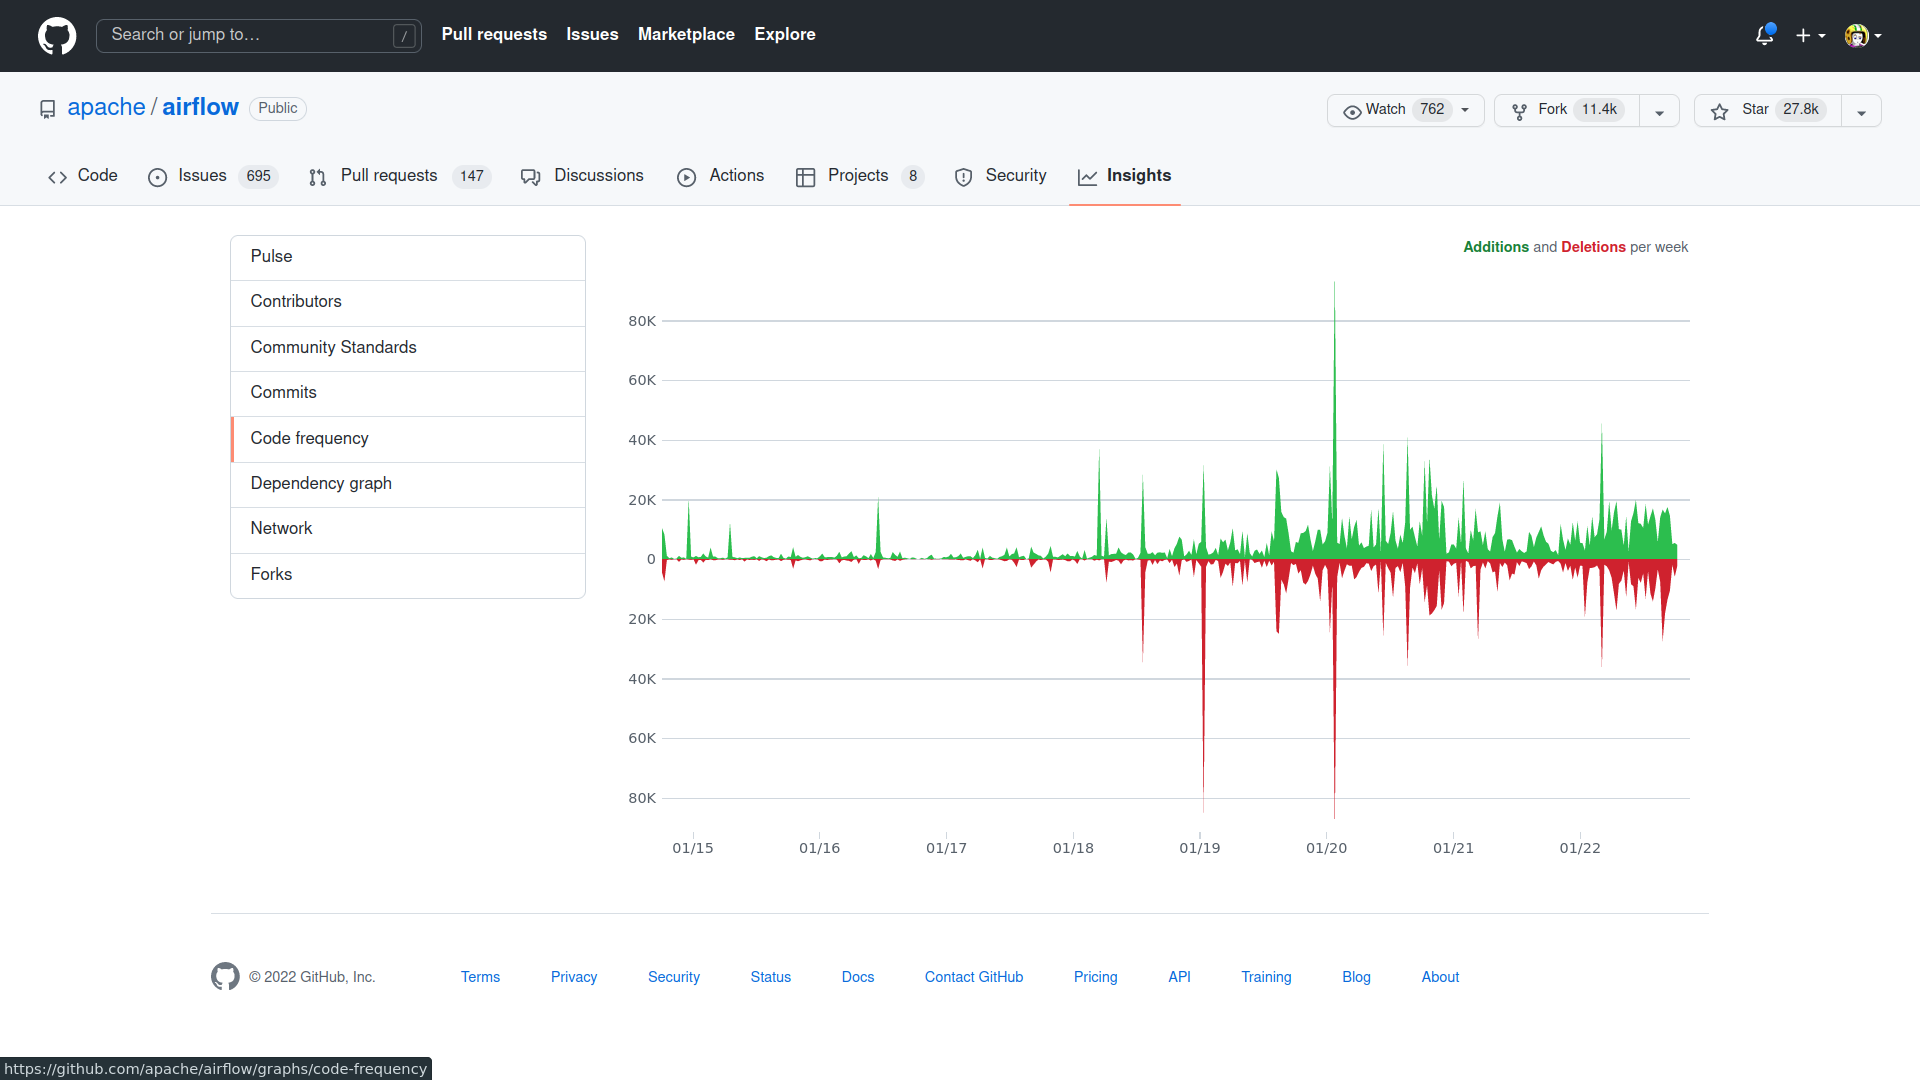 Search or jump to… /
Pull requests Issues Marketplace Explore
apache / airflow Public
Watch 762 Fork 11.4k Star 27.8k
Code Issues 695 Pull requests 147 Discussions Actions Projects 8 Security Insights
Pulse
Contributors
Community Standards
Commits
Code frequency
Dependency graph
Network
Forks
Additions and Deletions per week
80K
60K
40K
20K
0
20K
40K
60K
80K
01/15 01/16 01/17 01/18 01/19 01/20 01/21 01/22
© 2022 GitHub, Inc. Terms Privacy Security Status Docs Contact GitHub Pricing API Training Blog About
https://github.com/apache/airflow/graphs/code-frequency